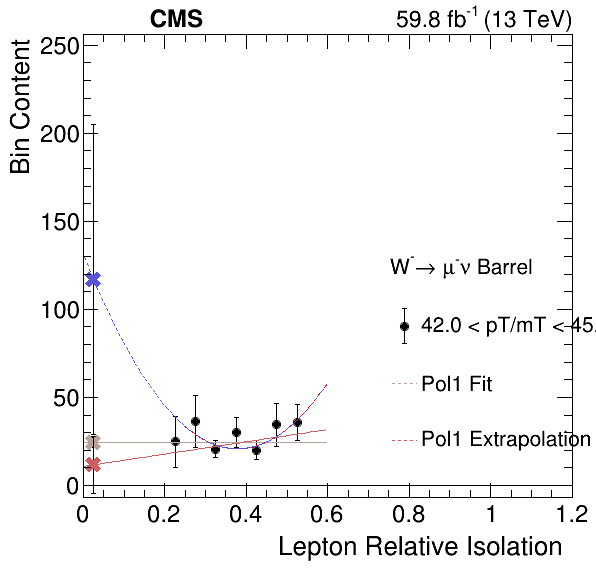 CMS
59.8 fb⁻¹ (13 TeV)
Bin Content
250
200
150
100
50
0
W⁻→ μ⁻ν Barrel
42.0 < pT/mT < 45.
Pol1 Fit
Pol1 Extrapolation
0 0.2 0.4 0.6 0.8 1 1.2
Lepton Relative Isolation